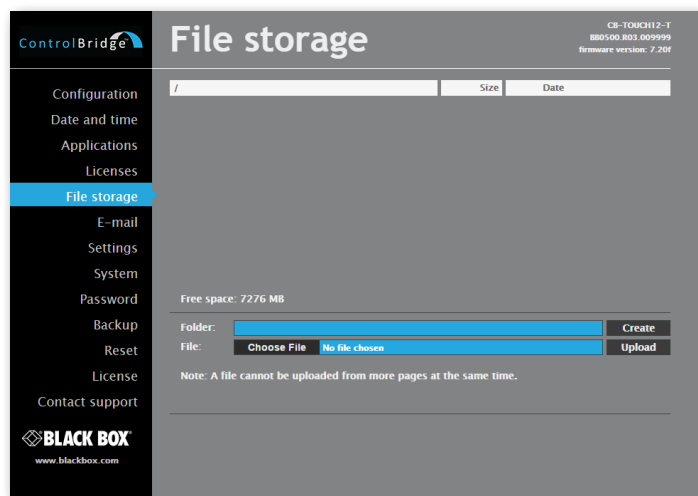 ControlBridge™
File storage
CB-TOUCH12-T
BB0500.R03.009999
firmware version: 7.20f
Configuration
Date and time
Applications
Licenses
File storage
E-mail
Settings
System
Password
Backup
Reset
License
Contact support
BLACK BOX®
www.blackbox.com
/ Size Date
Free space: 7276 MB
Folder: Create
File: Choose File No file chosen Upload
Note: A file cannot be uploaded from more pages at the same time.